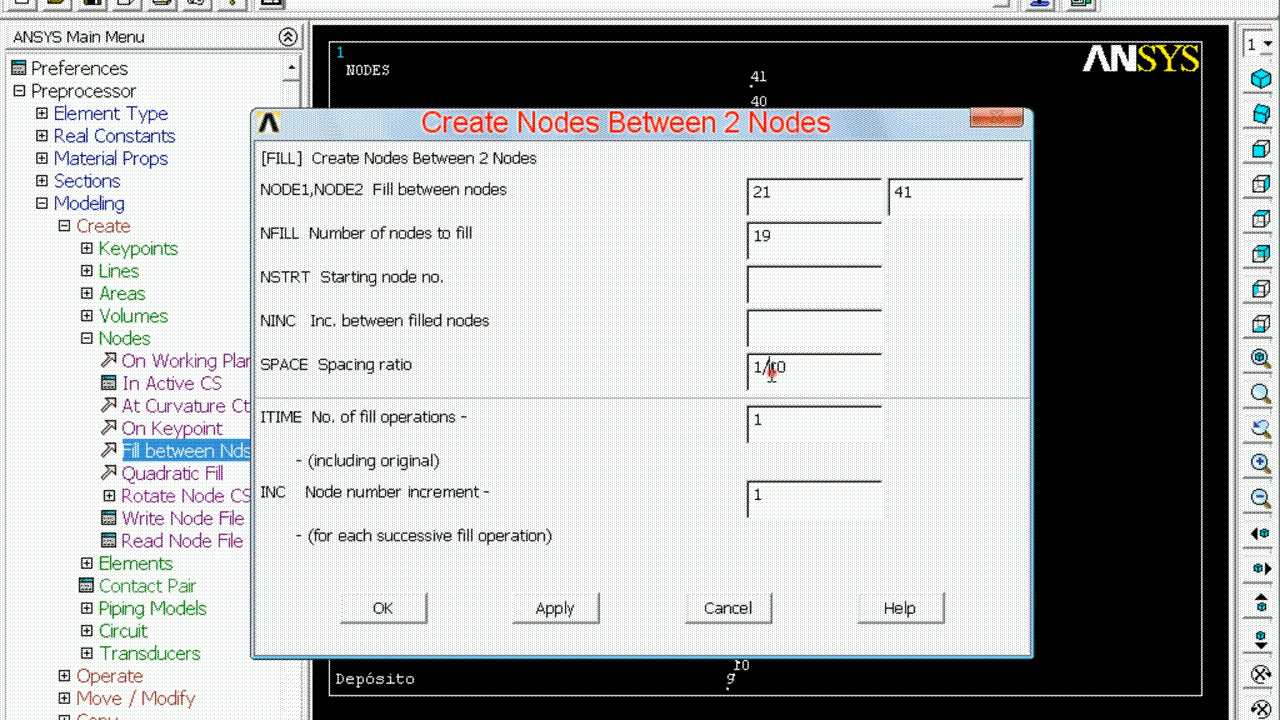 ANSYS Main Menu
Preferences
Preprocessor
Element Type
Real Constants
Material Props
Sections
Modeling
Create
Keypoints
Lines
Areas
Volumes
Nodes
On Working Plan
In Active CS
At Curvature Ct
On Keypoint
Fill between Nds
Quadratic Fill
Rotate Node CS
Write Node File
Read Node File
Elements
Contact Pair
Piping Models
Circuit
Transducers
Operate
Move / Modify
1
NODES
ANSYS
41
40
Create Nodes Between 2 Nodes
[FILL] Create Nodes Between 2 Nodes
NODE1,NODE2 Fill between nodes 21 41
NFILL Number of nodes to fill 19
NSTRT Starting node no.
NINC Inc. between filled nodes
SPACE Spacing ratio 1/10
ITIME No. of fill operations - 1
- (including original)
INC Node number increment - 1
- (for each successive fill operation)
OK Apply Cancel Help
10
9
Depósito
1